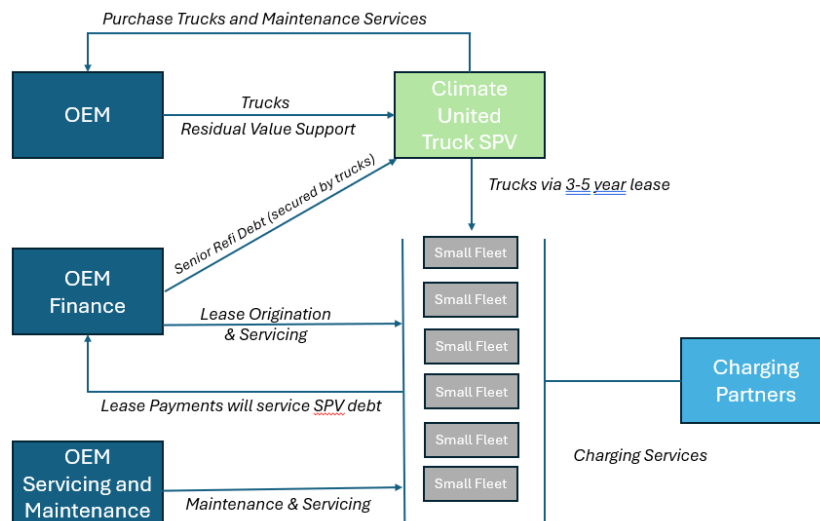 Purchase Trucks and Maintenance Services
OEM
Trucks
Residual Value Support
Climate
United
Truck SPV
Senior Refi Debt (secured by trucks)
Trucks via 3-5 year lease
OEM
Finance
Lease Origination
& Servicing
Lease Payments will service SPV debt
Small Fleet
Small Fleet
Small Fleet
Small Fleet
Small Fleet
Small Fleet
Charging
Partners
Charging Services
OEM
Servicing and
Maintenance
Maintenance & Servicing